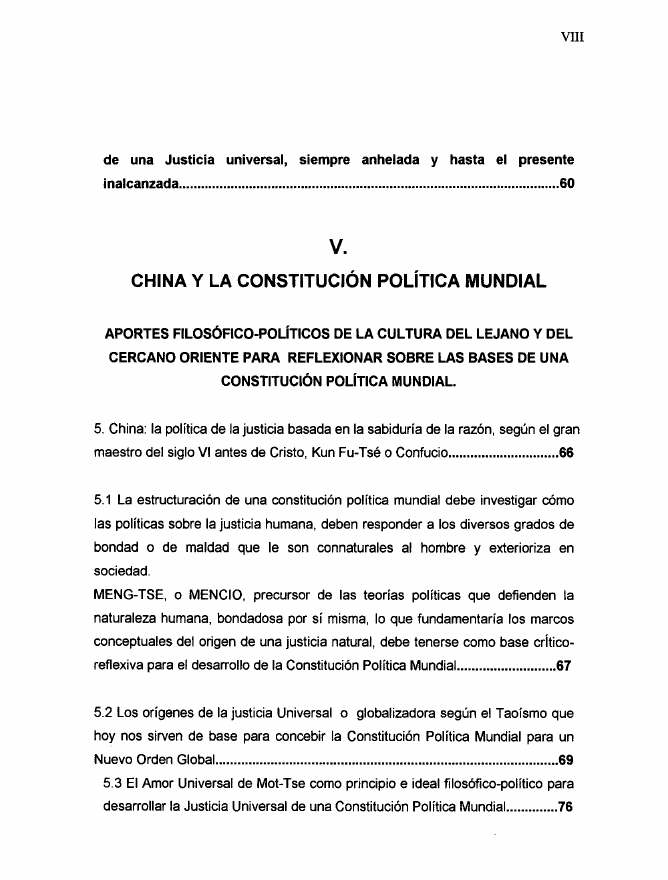 VIII
de una Justicia universal, siempre anhelada y hasta el presente
inalcanzada.......................................................................................................60
V.
CHINA Y LA CONSTITUCIÓN POLÍTICA MUNDIAL
APORTES FILOSÓFICO-POLÍTICOS DE LA CULTURA DEL LEJANO Y DEL
CERCANO ORIENTE PARA REFLEXIONAR SOBRE LAS BASES DE UNA
CONSTITUCIÓN POLÍTICA MUNDIAL.
5. China: la política de la justicia basada en la sabiduría de la razón, según el gran
maestro del siglo VI antes de Cristo, Kun Fu-Tsé o Confucio..............................66
5.1 La estructuración de una constitución política mundial debe investigar cómo
las políticas sobre la justicia humana, deben responder a los diversos grados de
bondad o de maldad que le son connaturales al hombre y exterioriza en
sociedad.
MENG-TSE, o MENCIO, precursor de las teorías políticas que defienden la
naturaleza humana, bondadosa por sí misma, lo que fundamentaría los marcos
conceptuales del origen de una justicia natural, debe tenerse como base crítico-
reflexiva para el desarrollo de la Constitución Política Mundial...........................67
5.2 Los orígenes de la justicia Universal o globalizadora según el Taoísmo que
hoy nos sirven de base para concebir la Constitución Política Mundial para un
Nuevo Orden Global.............................................................................................69
5.3 El Amor Universal de Mot-Tse como principio e ideal filosófico-político para
desarrollar la Justicia Universal de una Constitución Política Mundial..............76